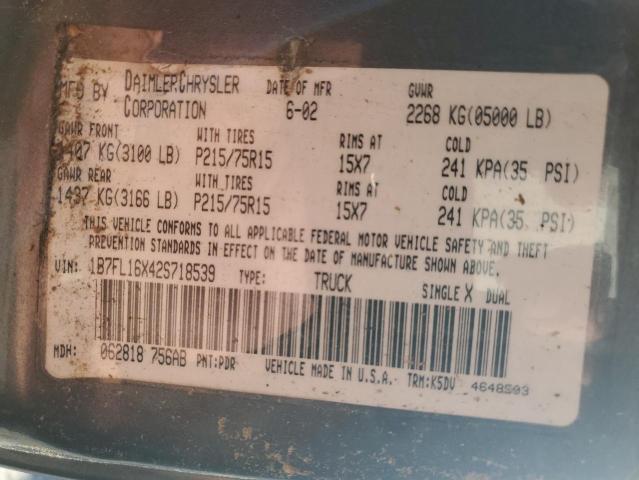 MFD BY DAIMLERCHRYSLER CORPORATION DATE OF MFR 6-02 GVWR 2268 KG(05000 LB)
GAWR FRONT WITH TIRES RIMS AT COLD
1407 KG(3100 LB) P215/75R15 15X7 241 KPA(35 PSI)
GAWR REAR WITH TIRES RIMS AT COLD
1437 KG(3166 LB) P215/75R15 15X7 241 KPA(35 PSI)
THIS VEHICLE CONFORMS TO ALL APPLICABLE FEDERAL MOTOR VEHICLE SAFETY AND THEFT
PREVENTION STANDARDS IN EFFECT ON THE DATE OF MANUFACTURE SHOWN ABOVE.
VIN: 1B7FL16X42S718539 TYPE: TRUCK SINGLE X DUAL
MDH: 062818 756AB PNT:PDR VEHICLE MADE IN U.S.A. TRM:K5DV 4648503